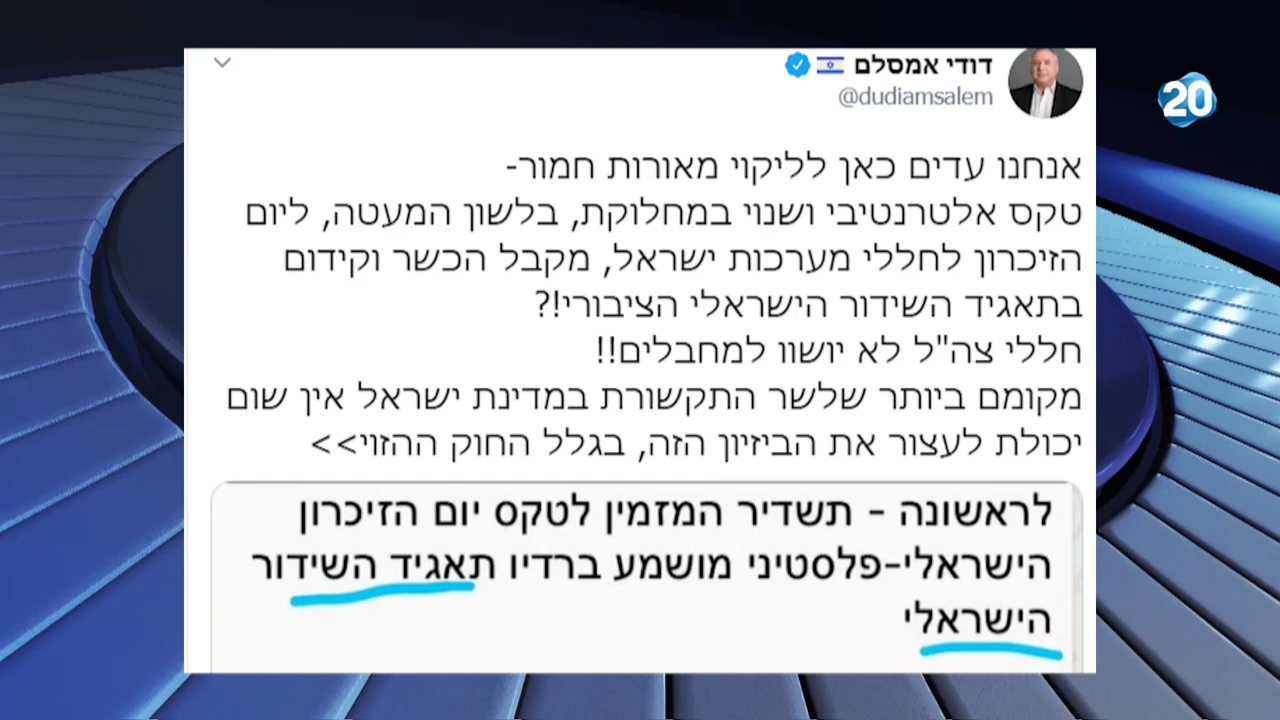 דודי אמסלם
@dudiamsalem
20
אנחנו עדים כאן לליקוי מאורות חמור-
טקס אלטרנטיבי ושנוי במחלוקת, בלשון המעטה, ליום
הזיכרון לחללי מערכות ישראל, מקבל הכשר וקידום
בתאגיד השידור הישראלי הציבורי!?
חללי צה"ל לא יושוו למחבלים!!
מקומם ביותר שלשר התקשורת במדינת ישראל אין שום
יכולת לעצור את הביזיון הזה, בגלל החוק ההזוי>>
לראשונה - תשדיר המזמין לטקס יום הזיכרון
הישראלי-פלסטיני מושמע ברדיו תאגיד השידור
הישראלי